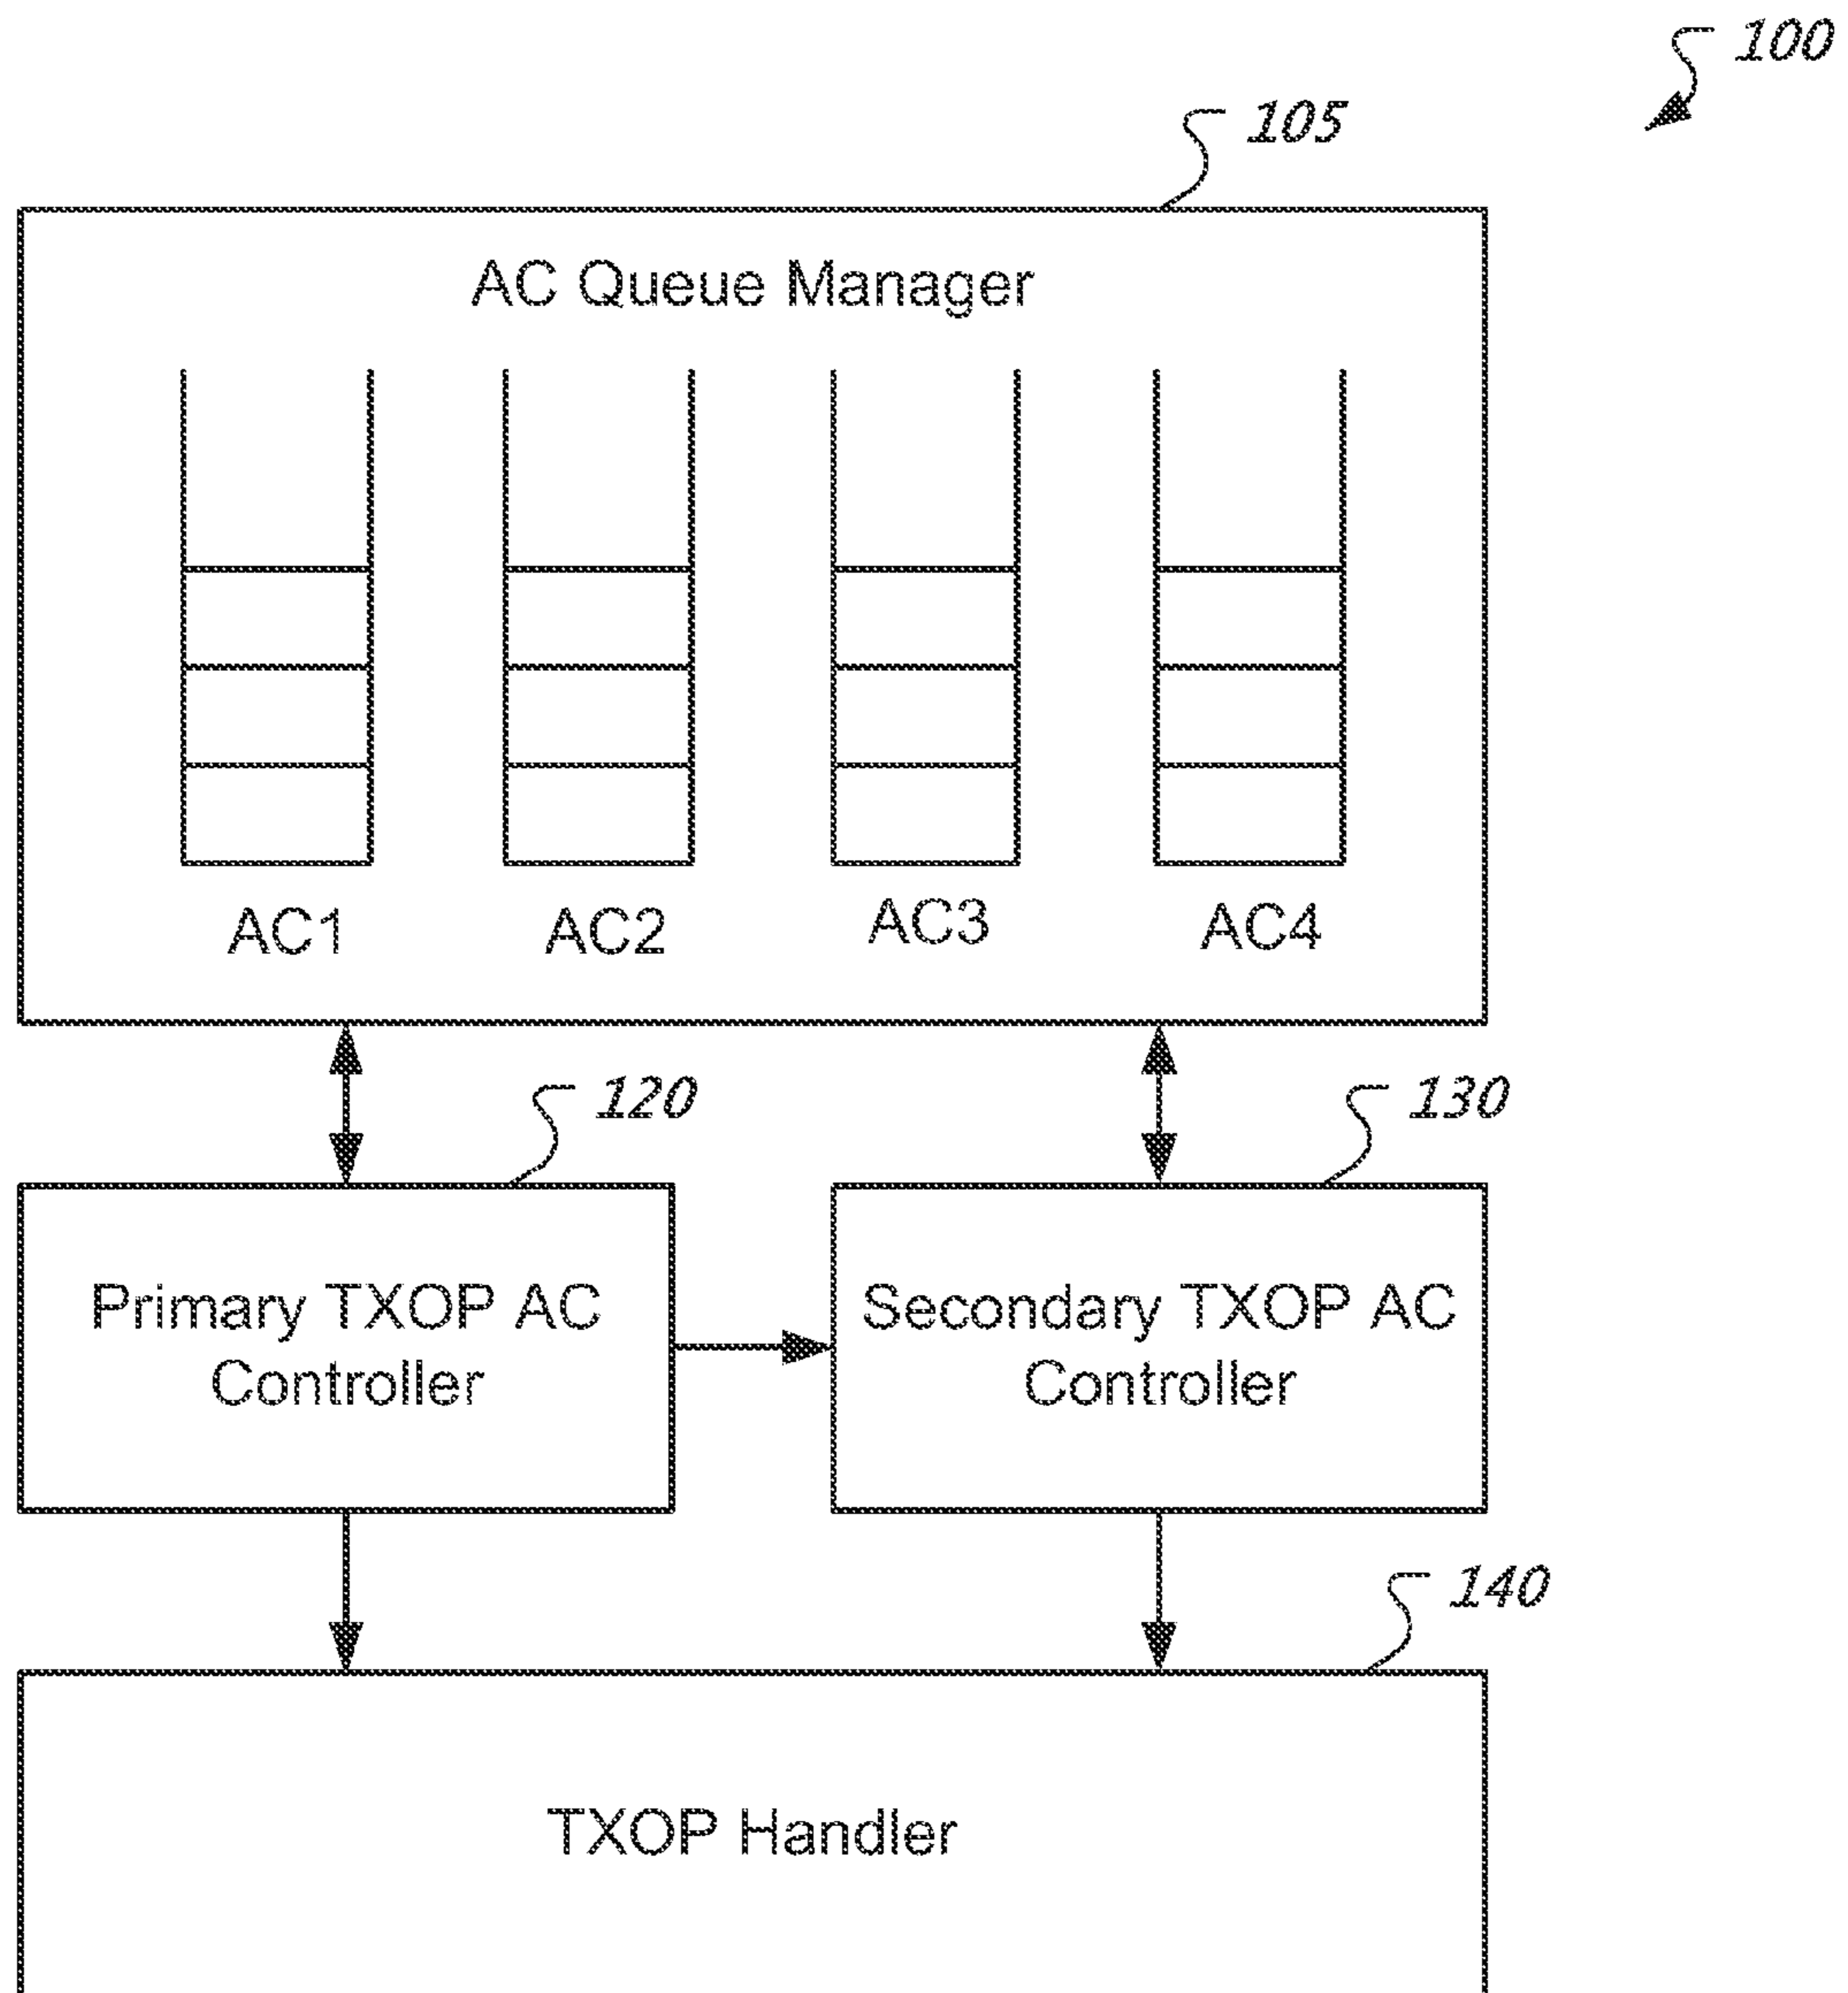 100
105
AC Queue Manager
AC1 AC2 AC3 AC4
120
130
Primary TXOP AC
Controller
Secondary TXOP AC
Controller
140
TXOP Handler